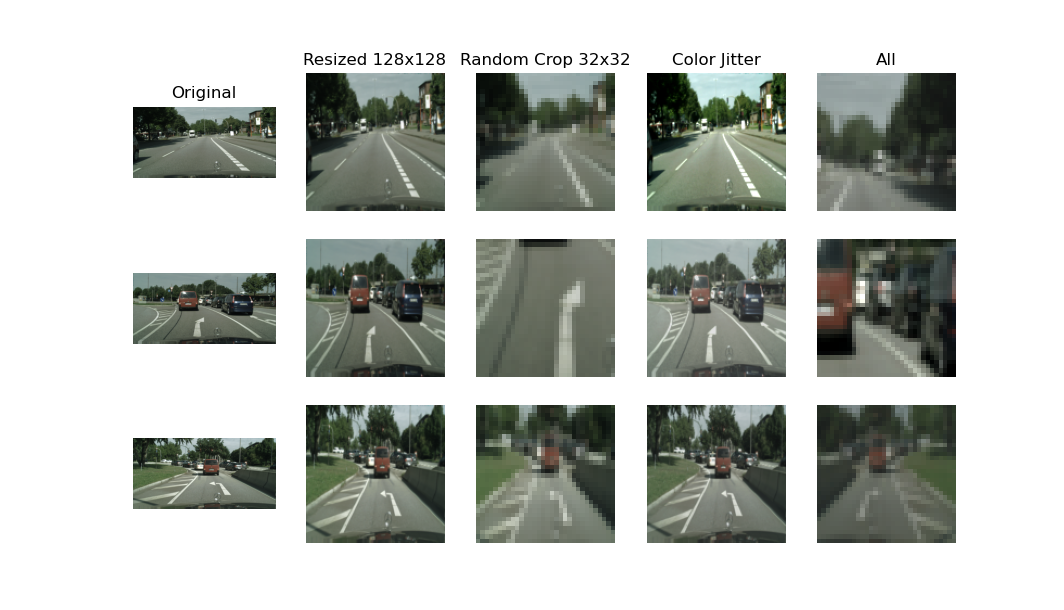 Original
Resized 128x128
Random Crop 32x32
Color Jitter
All